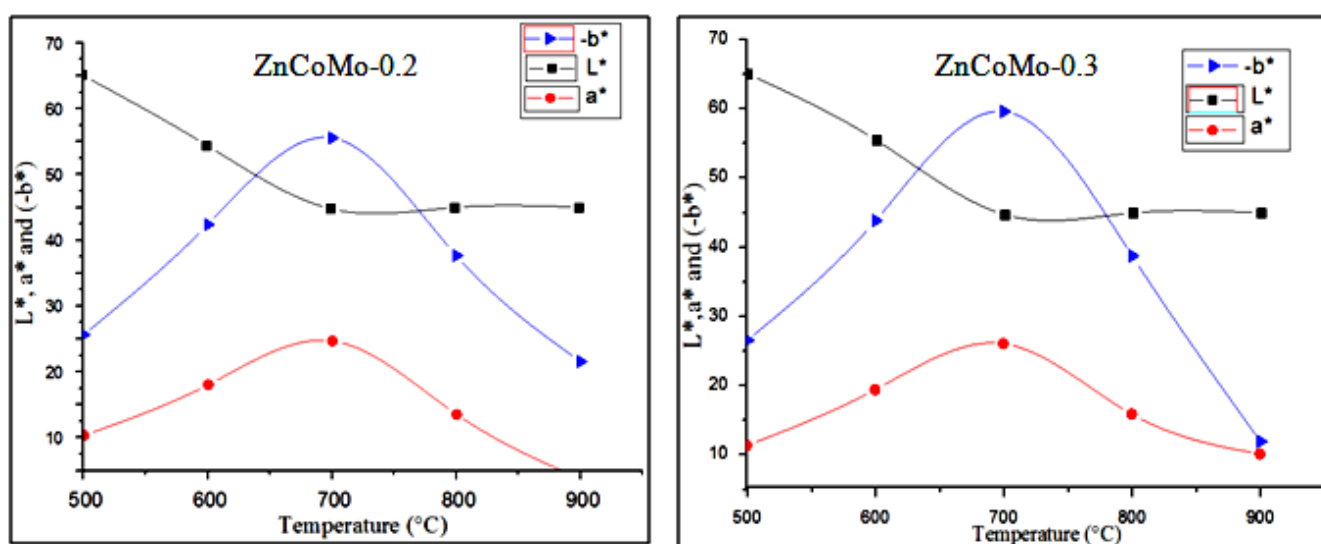 ZnCoMo-0.2
-b*
L*
a*
L*, a* and (-b*)
70
60
50
40
30
20
10
500 600 700 800 900
Temperature (°C)
ZnCoMo-0.3
-b*
L*
a*
L*,a* and (-b*)
70
60
50
40
30
20
10
500 600 700 800 900
Temperature (°C)